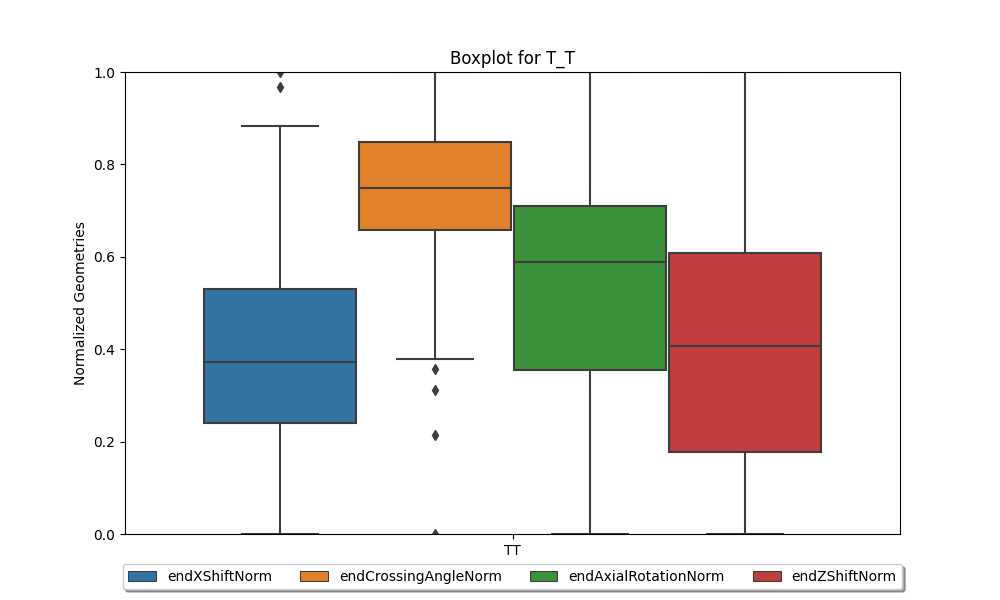 Boxplot for T_T
Normalized Geometries
1.0
0.8
0.6
0.4
0.2
0.0
TT
endXShiftNorm endCrossingAngleNorm endAxialRotationNorm endZShiftNorm